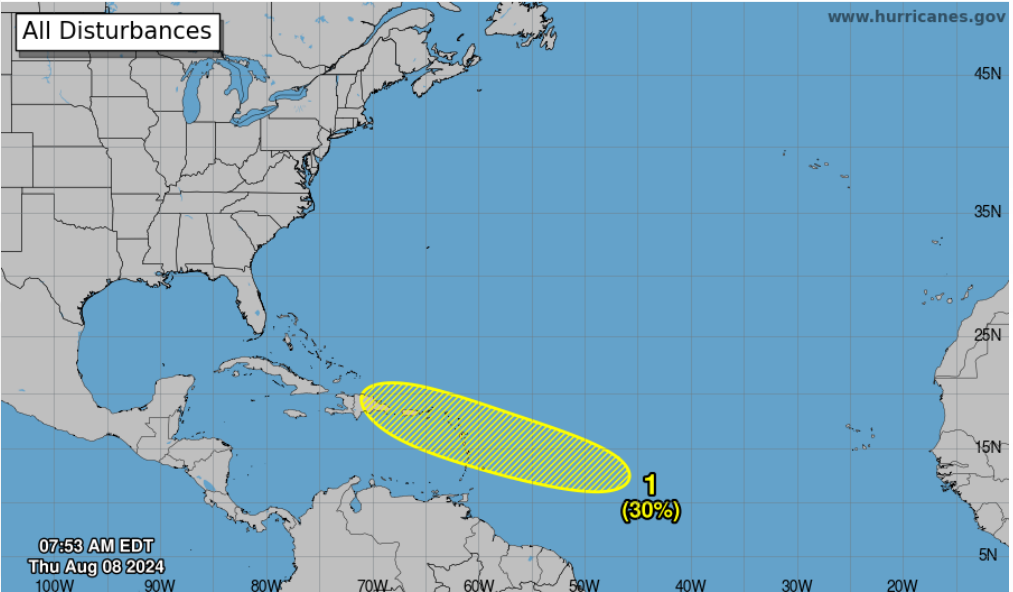 All Disturbances
www.hurricanes.gov
45N
35N
25N
15N
1
(30%)
07:53 AM EDT
5N
Thu Aug 08 2024
100W 90W 80W 70W 60W 50W 40W 30W 20W